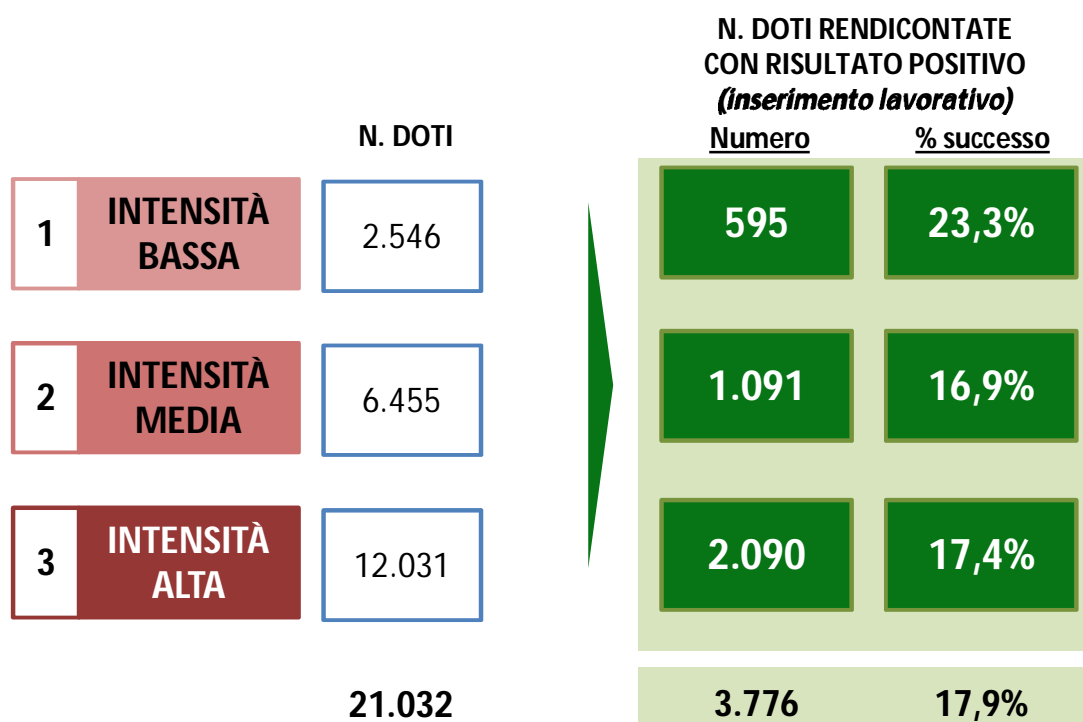 N. DOTI RENDICONTATE
CON RISULTATO POSITIVO
(inserimento lavorativo)
N. DOTI
Numero
% successo
1
INTENSITÀ
BASSA
2.546
595
23,3%
2
INTENSITÀ
MEDIA
6.455
1.091
16,9%
3
INTENSITÀ
ALTA
12.031
2.090
17,4%
21.032
3.776
17,9%